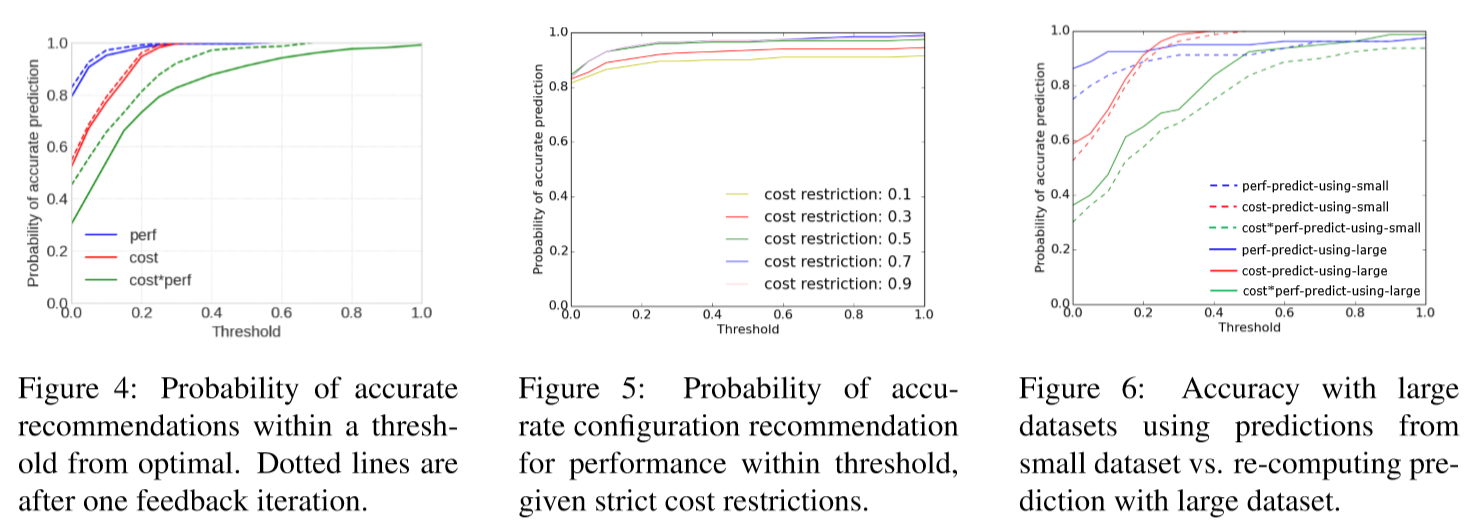 1.0
0.8
0.6
0.4
0.2
0.0
0.0 0.2 0.4 0.6 0.8 1.0
Probability of accurate prediction
Threshold
perf
cost
cost*perf
Figure 4: Probability of accurate
recommendations within a thresh-
old from optimal. Dotted lines are
after one feedback iteration.
1.0
0.8
0.6
0.4
0.2
0.0
0.0 0.2 0.4 0.6 0.8 1.0
Probability of accurate prediction
Threshold
cost restriction: 0.1
cost restriction: 0.3
cost restriction: 0.5
cost restriction: 0.7
cost restriction: 0.9
Figure 5: Probability of accu-
rate configuration recommendation
for performance within threshold,
given strict cost restrictions.
1.0
0.8
0.6
0.4
0.2
0.0
0.0 0.2 0.4 0.6 0.8 1.0
Probability of accurate prediction
Threshold
perf-predict-using-small
cost-predict-using-small
cost*perf-predict-using-small
perf-predict-using-large
cost-predict-using-large
cost*perf-predict-using-large
Figure 6: Accuracy with large
datasets using predictions from
small dataset vs. re-computing pre-
diction with large dataset.